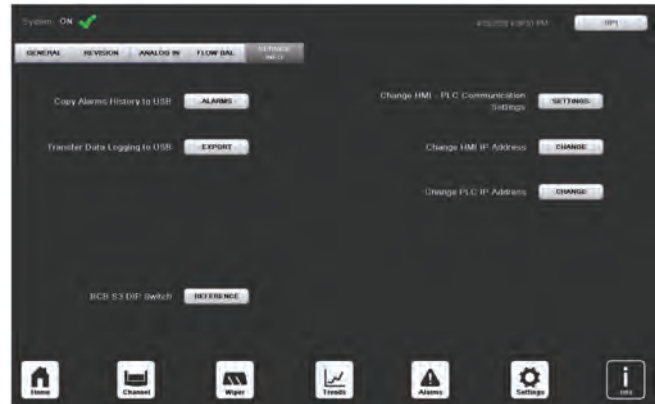 System: ON
OP1
GENERAL REVISION ANALOG IN FLOW BAL
Copy Alarms History to USB ALARMS
Change HMI - PLC Communication
Settings
SETTINGS
Transfer Data Logging to USB EXPORT
Change HMI IP Address CHANGE
Change PLC IP Address CHANGE
BCB S3 DIP Switch REFERENCE
Home Channel Wiper Trends Alarms Settings